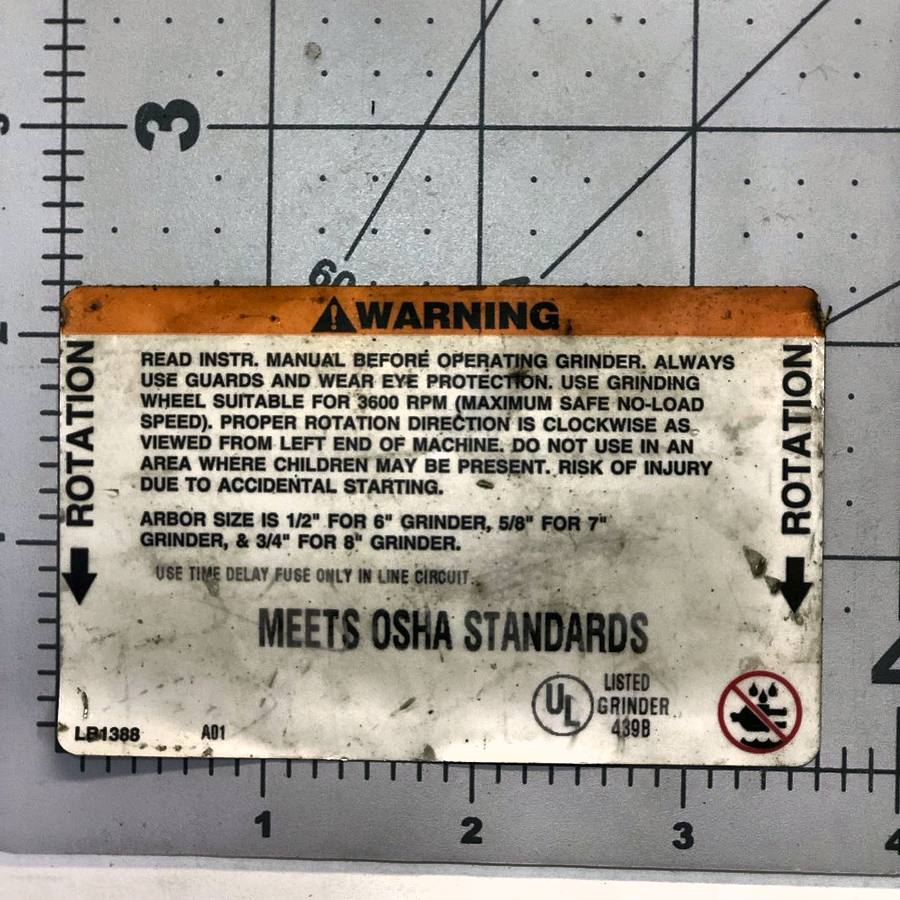 3
60
2
WARNING
ROTATION
READ INSTR. MANUAL BEFORE OPERATING GRINDER. ALWAYS
USE GUARDS AND WEAR EYE PROTECTION. USE GRINDING
WHEEL SUITABLE FOR 3600 RPM (MAXIMUM SAFE NO-LOAD
SPEED). PROPER ROTATION DIRECTION IS CLOCKWISE AS
VIEWED FROM LEFT END OF MACHINE. DO NOT USE IN AN
AREA WHERE CHILDREN MAY BE PRESENT. RISK OF INJURY
DUE TO ACCIDENTAL STARTING.
ARBOR SIZE IS 1/2" FOR 6" GRINDER, 5/8" FOR 7"
GRINDER, & 3/4" FOR 8" GRINDER.
USE TIME DELAY FUSE ONLY IN LINE CIRCUIT.
MEETS OSHA STANDARDS
ROTATION
UL
LISTED
GRINDER
439B
LB1388 A01
1 2 3 4